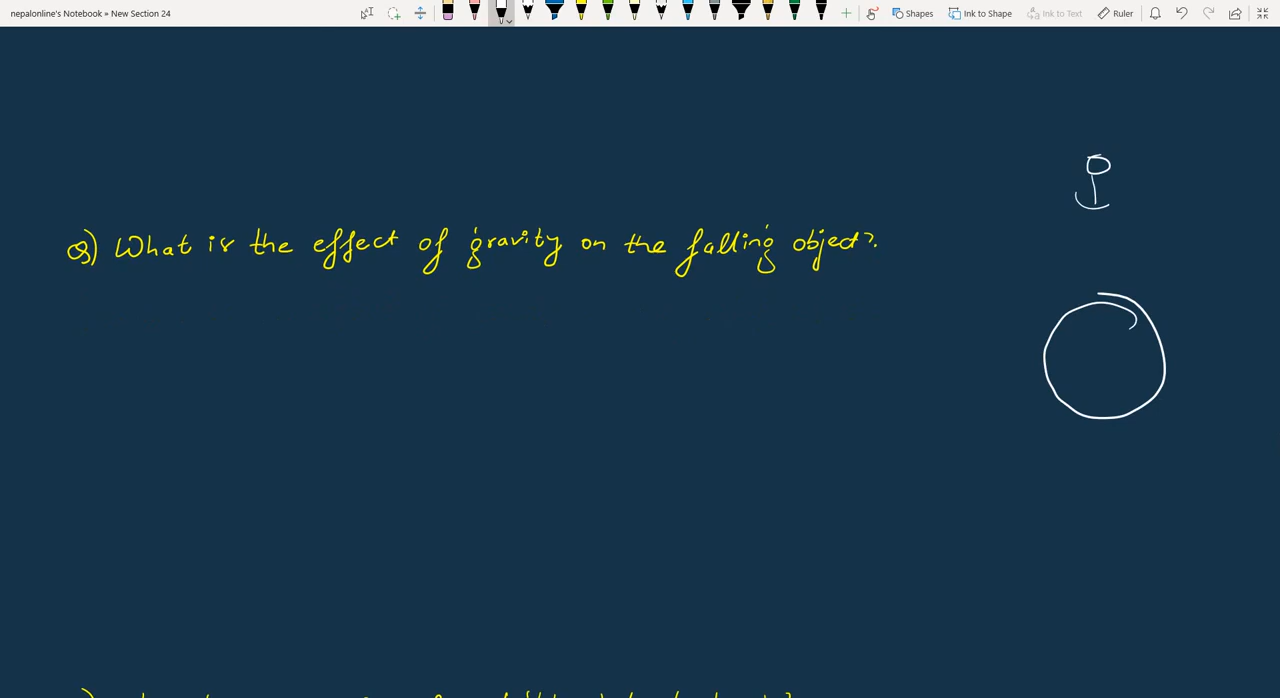 nepalonline's Notebook » New Section 24
Shapes
Ink to Shape
Ink to Text
Ruler
Q) What is the effect of gravity on the falling object?